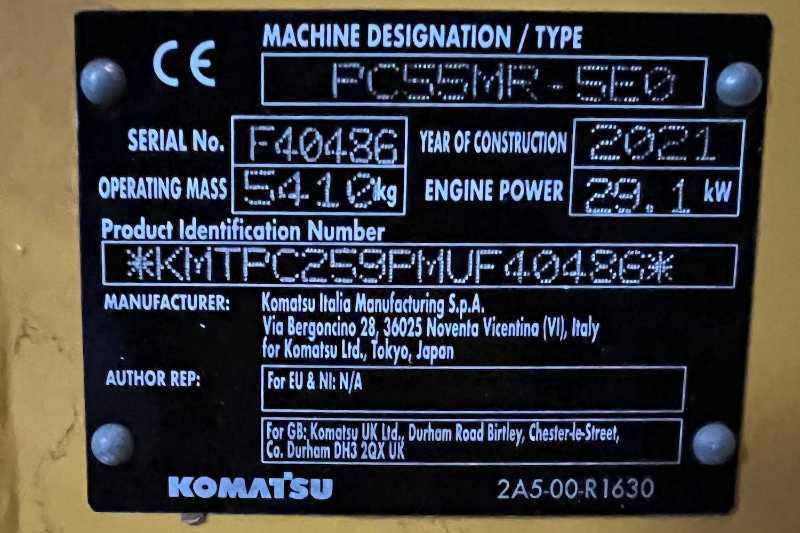 CE
MACHINE DESIGNATION / TYPE
PC55MR-5E0
SERIAL No. F40486 YEAR OF CONSTRUCTION 2021
OPERATING MASS 5410 kg ENGINE POWER 29.1 kW
Product Identification Number
*KMTPC259PMUF40486*
MANUFACTURER: Komatsu Italia Manufacturing S.p.A.
Via Bergoncino 28, 36025 Noventa Vicentina (VI), Italy
for Komatsu Ltd., Tokyo, Japan
AUTHOR REP: For EU & NI: N/A
For GB: Komatsu UK Ltd., Durham Road Birtley, Chester-le-Street,
Co. Durham DH3 2QX UK
KOMATSU 2A5-00-R1630